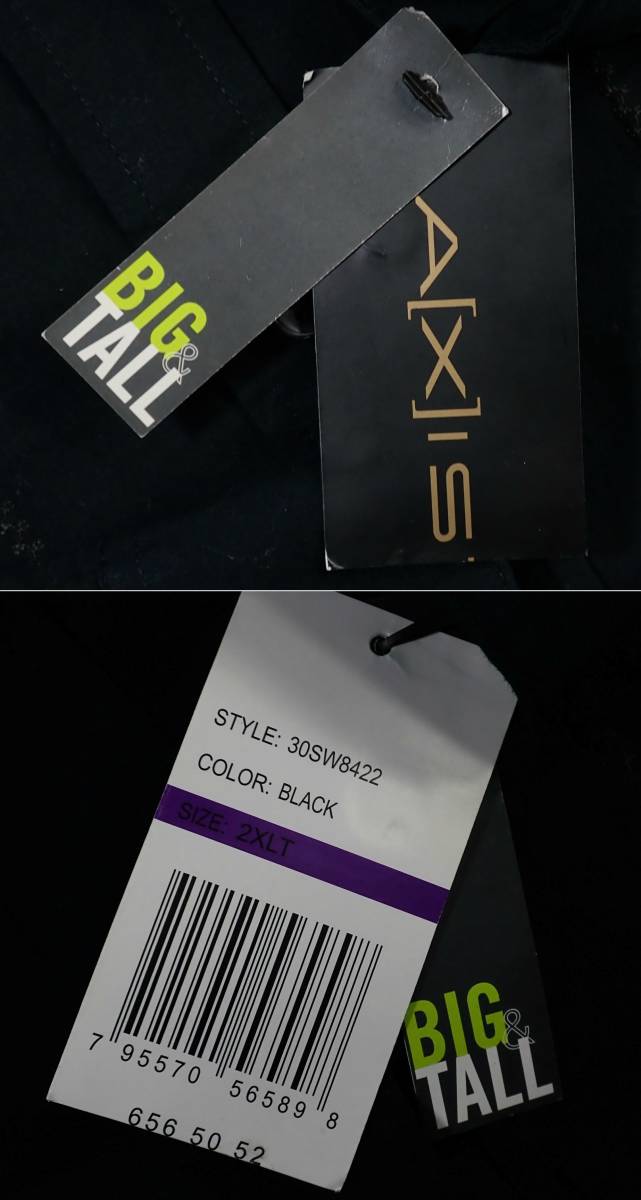 BIG
& TALL
A[X]IS
STYLE: 30SW8422
COLOR: BLACK
SIZE: 2XLT
7 95570 56589 8
656 50 52
BIG
& TALL